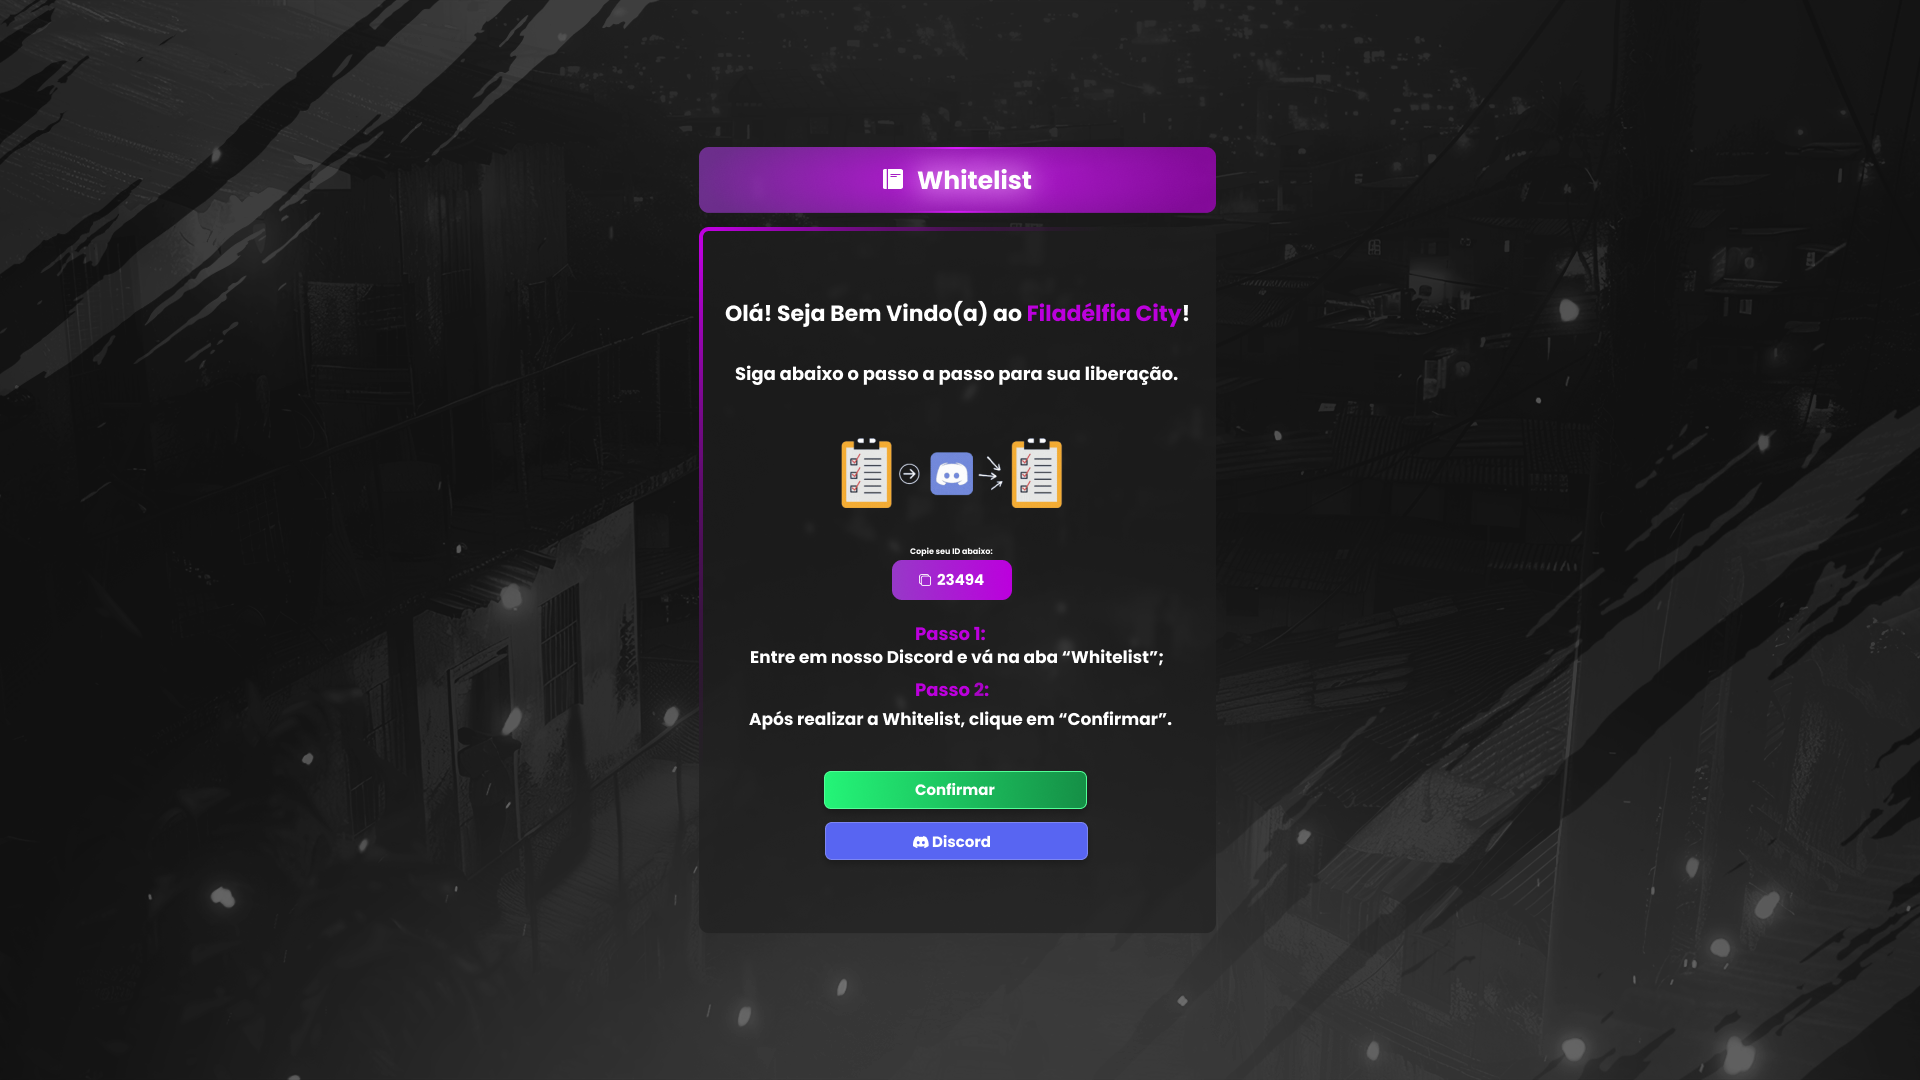 Whitelist
Olá! Seja Bem Vindo(a) ao Filadélfia City!
Siga abaixo o passo a passo para sua liberação.
Copie seu ID abaixo:
23494
Passo 1:
Entre em nosso Discord e vá na aba “Whitelist”;
Passo 2:
Após realizar a Whitelist, clique em “Confirmar”.
Confirmar
Discord